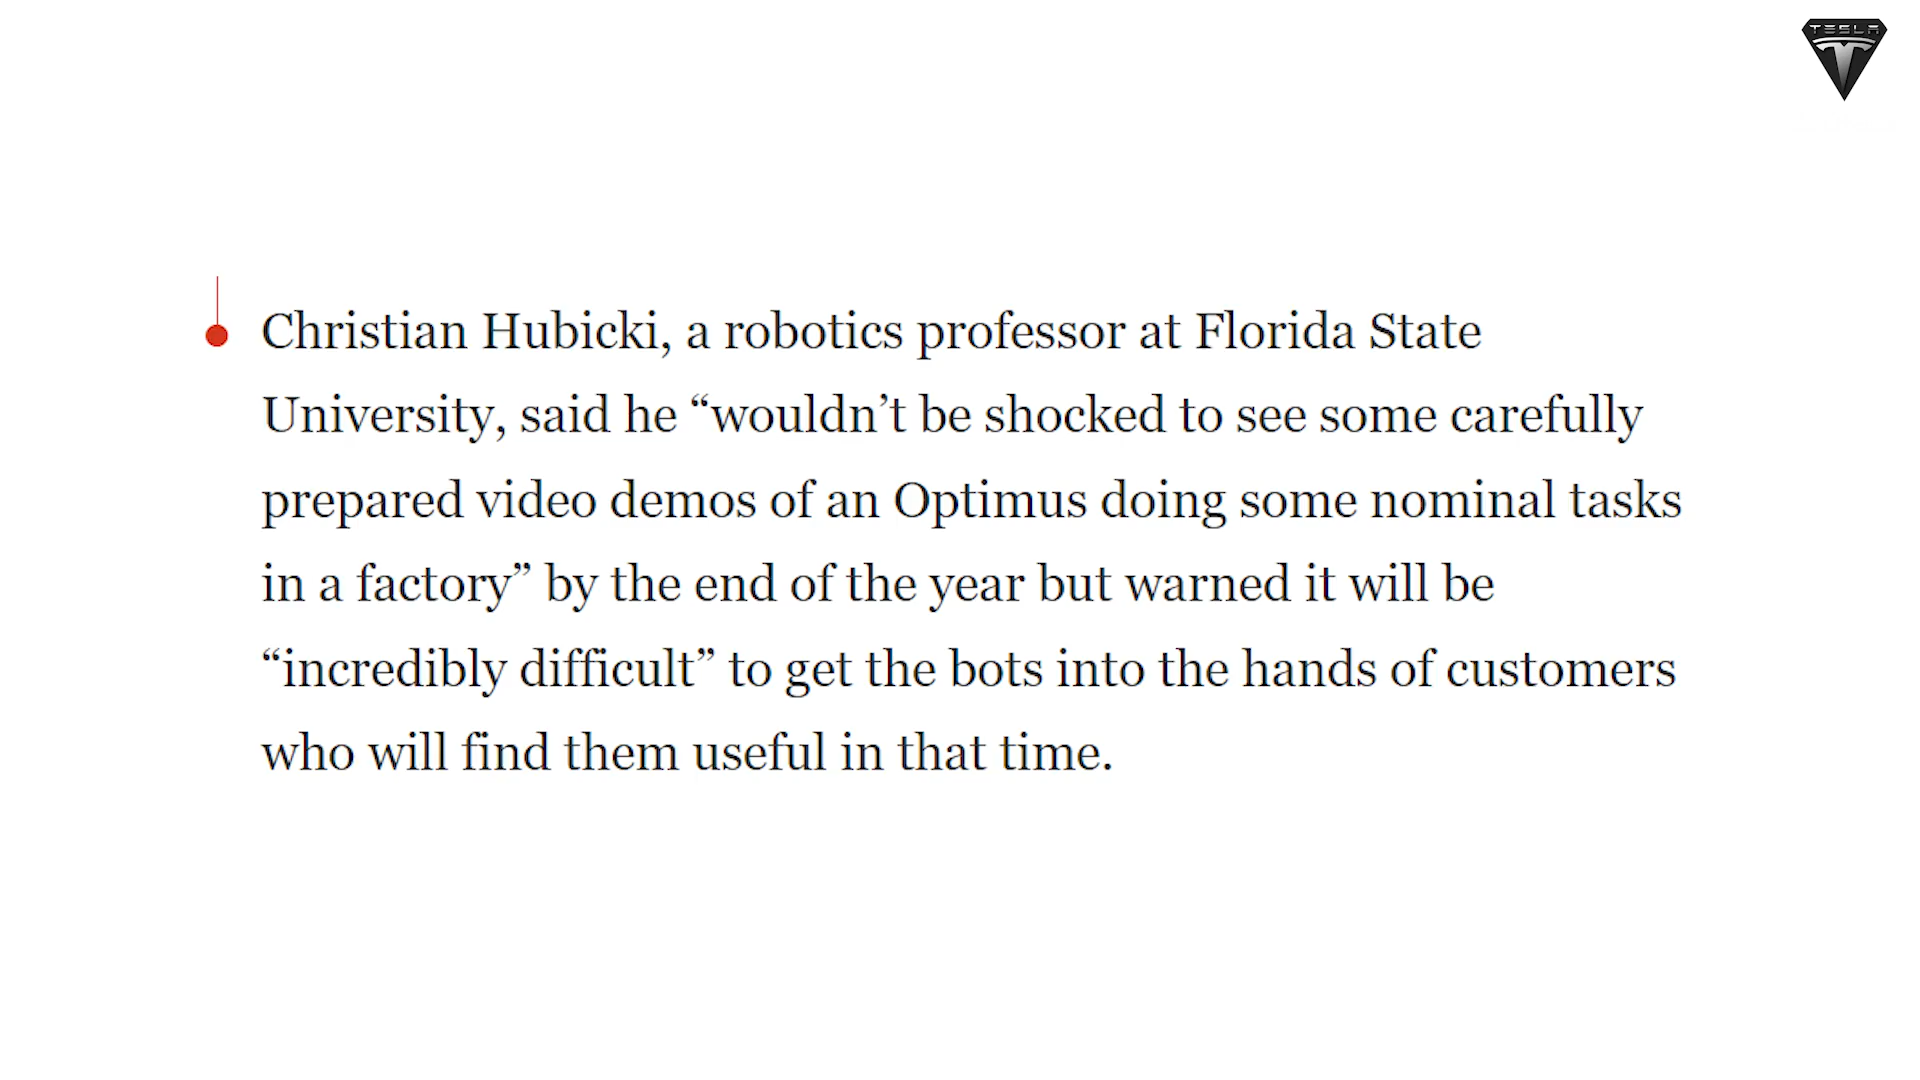 TESLA
Christian Hubicki, a robotics professor at Florida State
University, said he “wouldn’t be shocked to see some carefully
prepared video demos of an Optimus doing some nominal tasks
in a factory” by the end of the year but warned it will be
“incredibly difficult” to get the bots into the hands of customers
who will find them useful in that time.